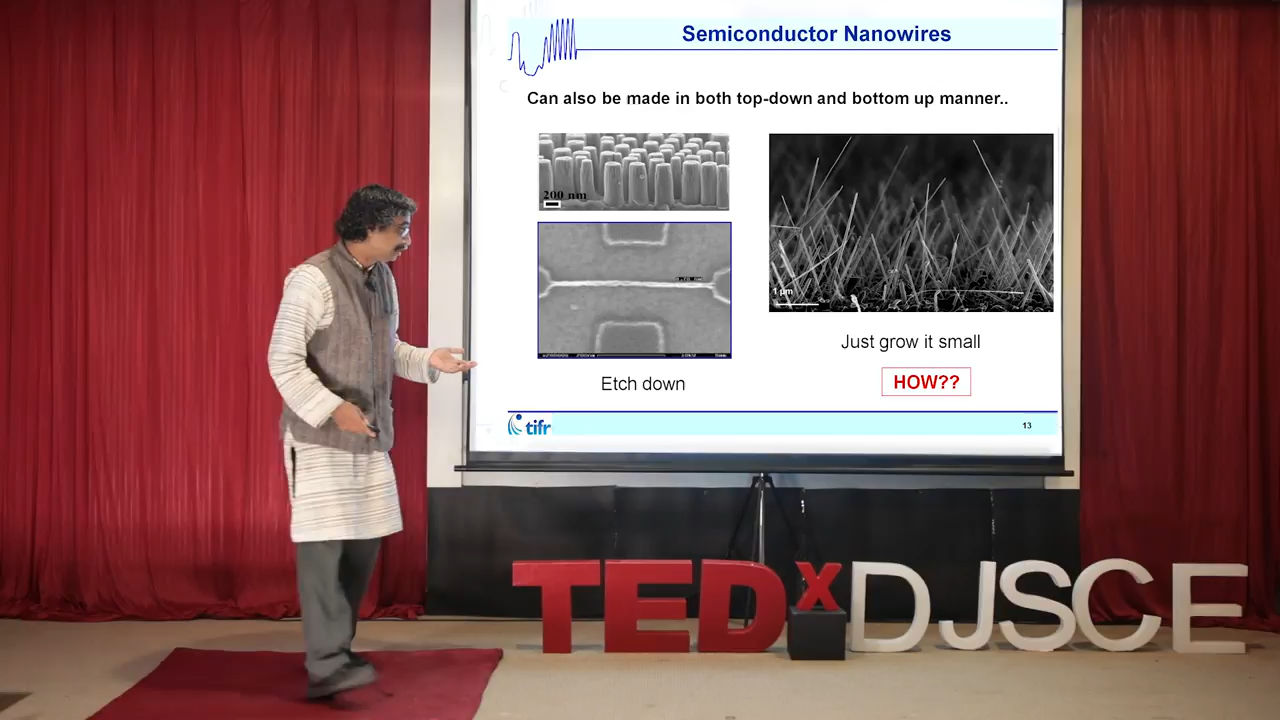 Semiconductor Nanowires
Can also be made in both top-down and bottom up manner..
200 nm
1 µm
Just grow it small
Etch down
HOW??
tifr
13
TEDxDJSCE